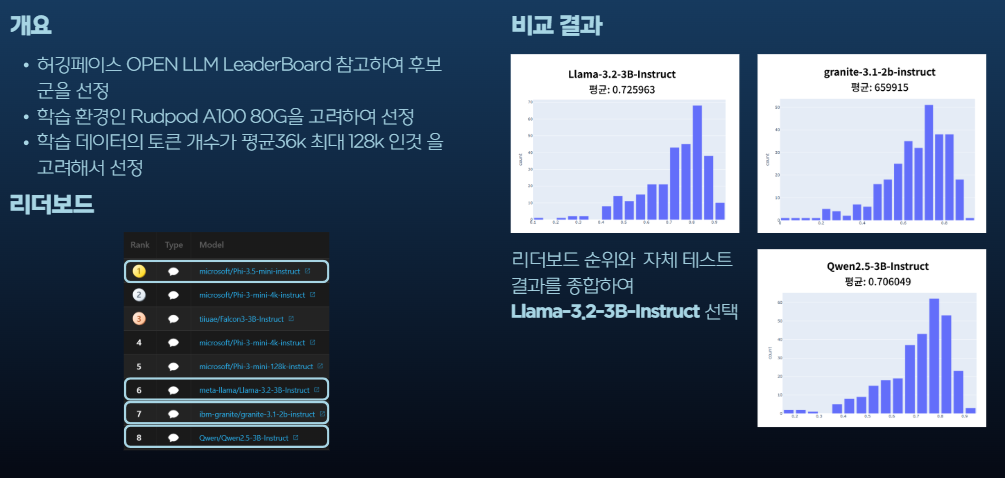 개요
• 허깅페이스 OPEN LLM LeaderBoard 참고하여 후보
군을 선정
• 학습 환경인 Rudpod A100 80G을 고려하여 선정
• 학습 데이터의 토큰 개수가 평균36k 최대 128k 인것 을
고려해서 선정
리더보드
Rank Type Model
1 microsoft/Phi-3.5-mini-instruct
2 microsoft/Phi-3-mini-4k-instruct
3 tiiuae/Falcon3-3B-Instruct
4 microsoft/Phi-3-mini-4k-instruct
5 microsoft/Phi-3-mini-128k-instruct
6 meta-llama/Llama-3.2-3B-Instruct
7 ibm-granite/granite-3.1-2b-instruct
8 Qwen/Qwen2.5-3B-Instruct
비교 결과
Llama-3.2-3B-Instruct
평균: 0.725963
count
granite-3.1-2b-instruct
평균: 659915
count
리더보드 순위와 자체 테스트
결과를 종합하여
Llama-3.2-3B-Instruct 선택
Qwen2.5-3B-Instruct
평균: 0.706049
count